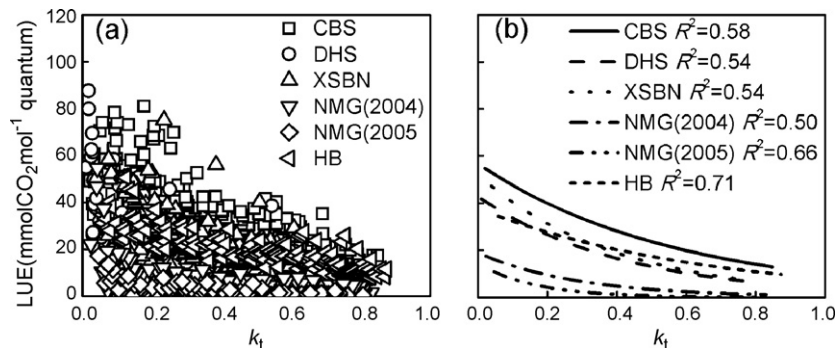 120
100
80
60
40
20
0
LUE(mmolCO₂mol⁻¹ quantum)
(a)
CBS
DHS
XSBN
NMG(2004)
NMG(2005
HB
0.0 0.2 0.4 0.6 0.8 1.0
kt
(b)
CBS R²=0.58
DHS R²=0.54
XSBN R²=0.54
NMG(2004) R²=0.50
NMG(2005) R²=0.66
HB R²=0.71
0.0 0.2 0.4 0.6 0.8 1.0
kt